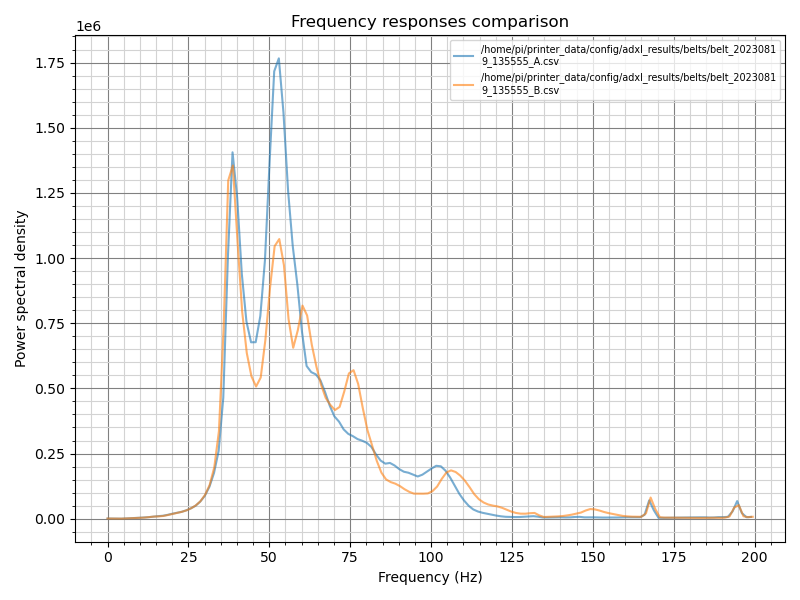 Frequency responses comparison
1e6
/home/pi/printer_data/config/adxl_results/belts/belt_2023081
9_135555_A.csv
/home/pi/printer_data/config/adxl_results/belts/belt_2023081
9_135555_B.csv
1.75
1.50
1.25
1.00
0.75
0.50
0.25
0.00
Power spectral density
0 25 50 75 100 125 150 175 200
Frequency (Hz)